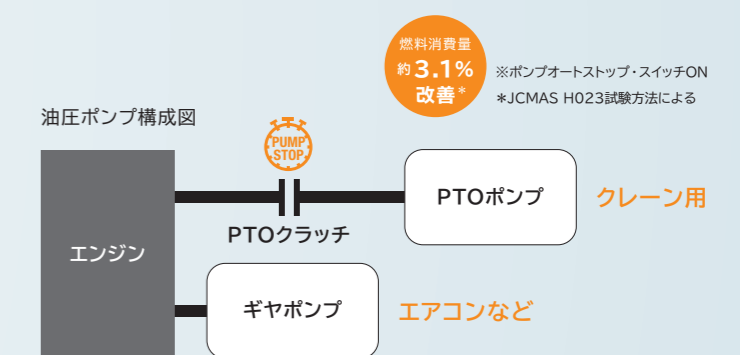 燃料消費量
約3.1%
改善*
※ポンプオートストップ・スイッチON
*JCMAS H023試験方法による
油圧ポンプ構成図
PUMP
STOP
PTOポンプ
クレーン用
PTOクラッチ
エンジン
ギヤポンプ
エアコンなど